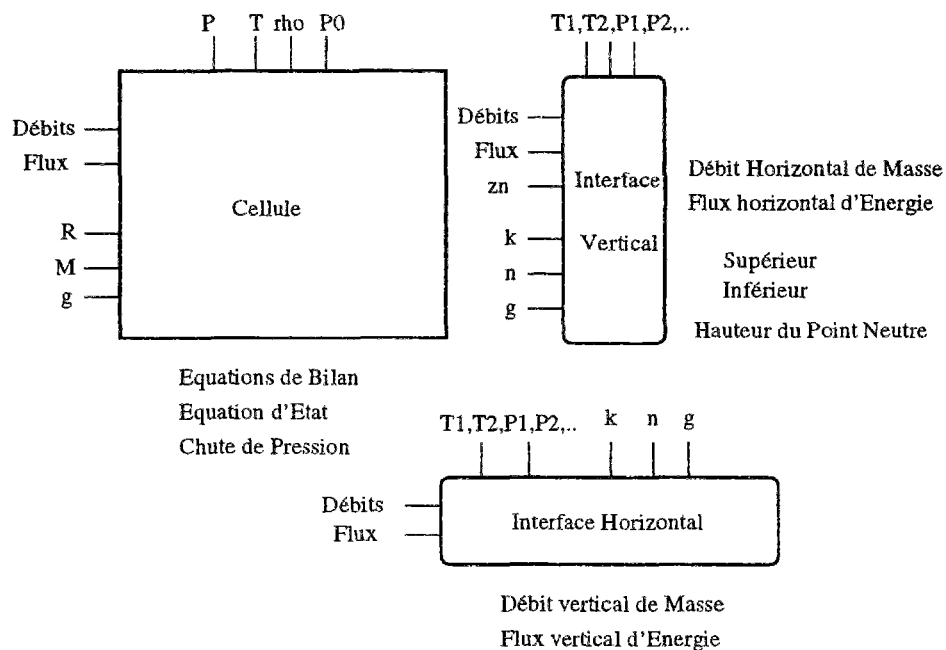 P T rho P0
Débits
Flux
Cellule
R
M
g
Equations de Bilan
Equation d'Etat
Chute de Pression
T1,T2,P1,P2,..
Débits
Flux
zn
Interface
Vertical
k
n
g
Débit Horizontal de Masse
Flux horizontal d'Energie
Supérieur
Inférieur
Hauteur du Point Neutre
T1,T2,P1,P2,.. k n g
Débits
Flux
Interface Horizontal
Débit vertical de Masse
Flux vertical d'Energie